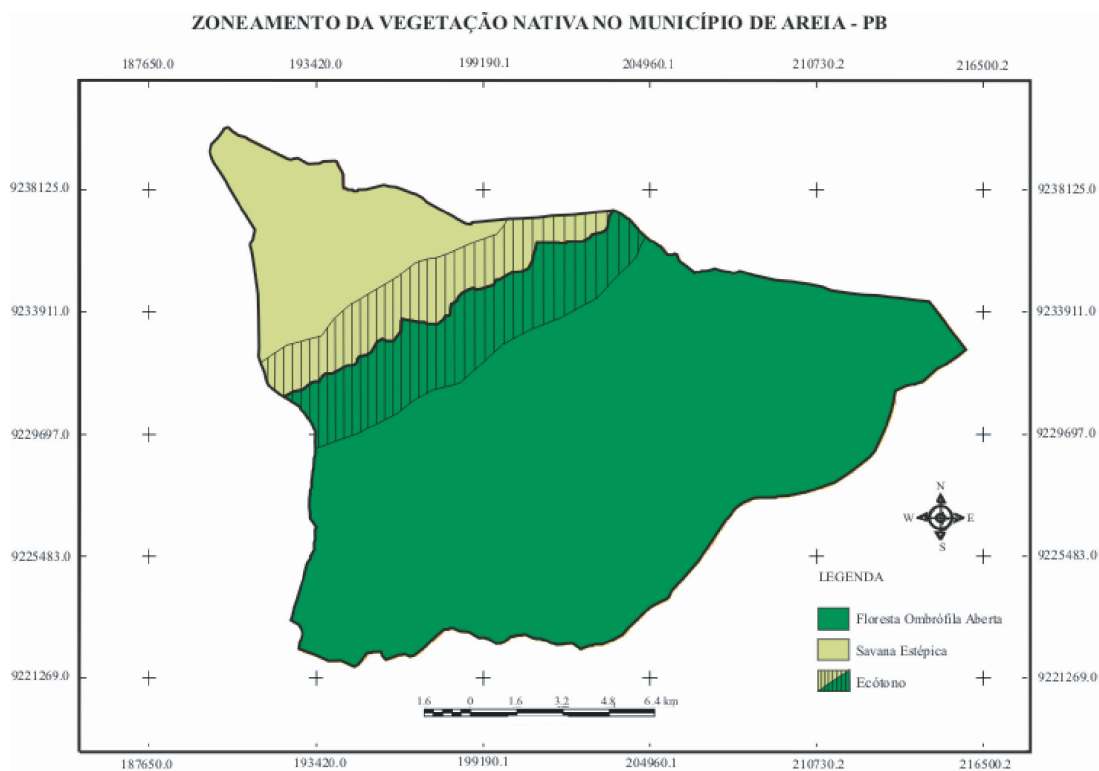 ZONEAMENTO DA VEGETAÇÃO NATIVA NO MUNICÍPIO DE AREIA - PB
187650.0 193420.0 199190.1 204960.1 210730.2 216500.2
9238125.0 9238125.0
9233911.0 9233911.0
9229697.0 9229697.0
N
W E
S
9225483.0 9225483.0
LEGENDA
Floresta Ombrófila Aberta
Savana Estépica
9221269.0 9221269.0
Ecótono
1.6 0 1.6 3.2 4.8 6.4 km
187650.0 193420.0 199190.1 204960.1 210730.2 216500.2